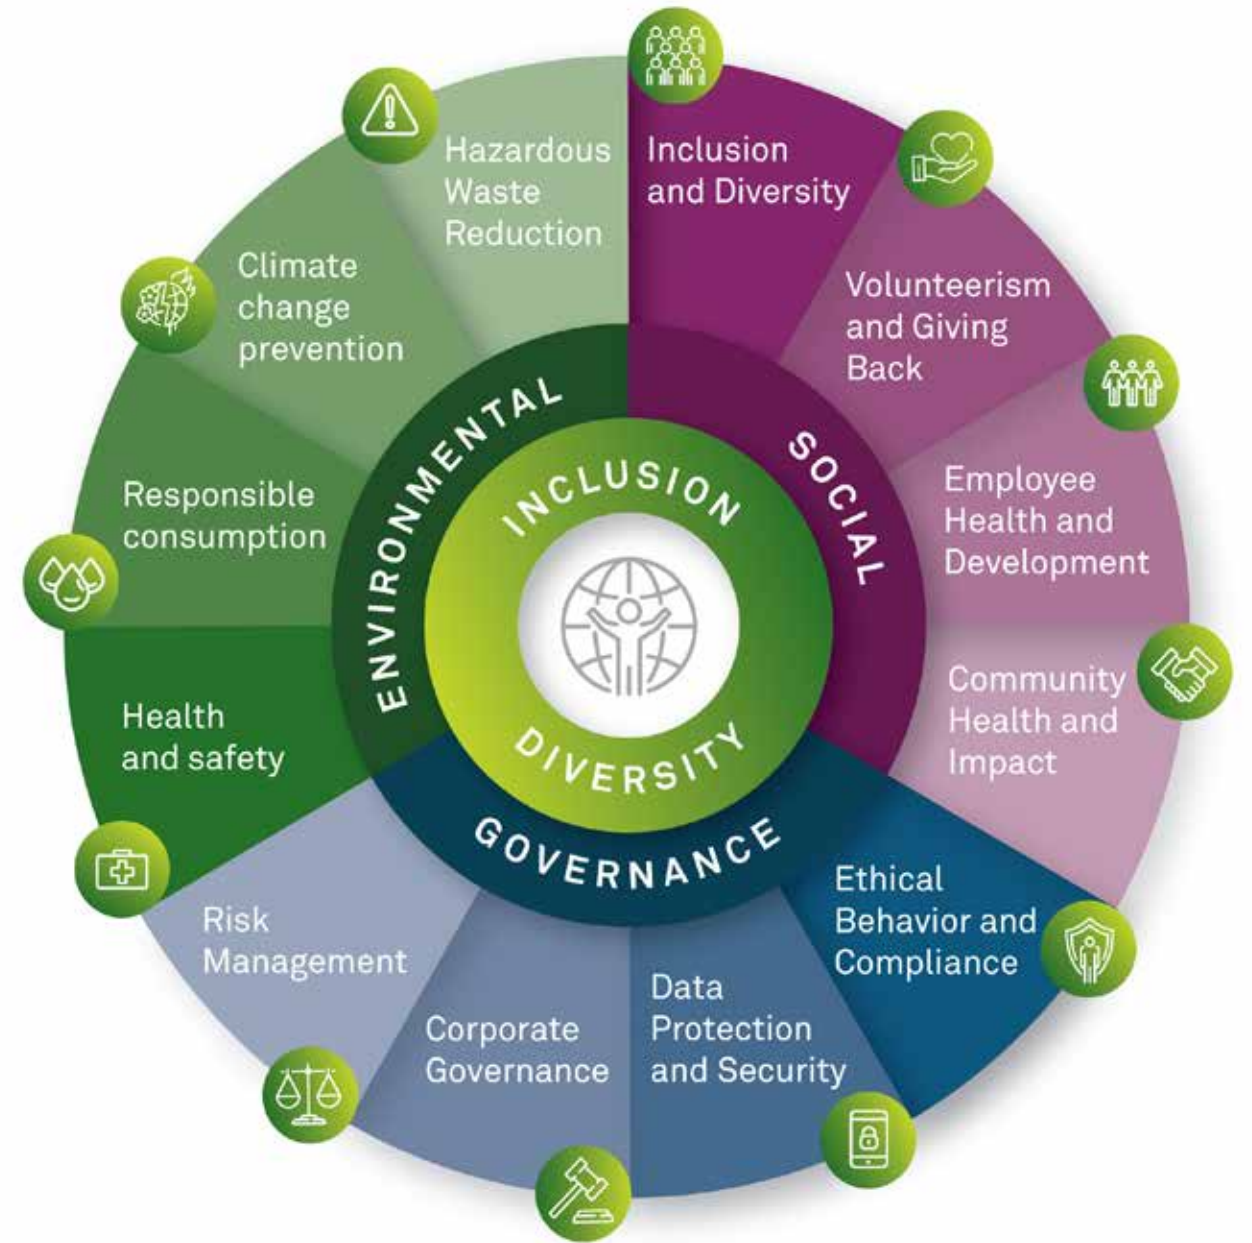 Hazardous
Waste
Reduction
Inclusion
and Diversity
Climate
change
prevention
Volunteerism
and Giving
Back
Responsible
consumption
Employee
Health and
Development
ENVIRONMENTAL
SOCIAL
INCLUSION
DIVERSITY
GOVERNANCE
Health
and safety
Community
Health and
Impact
Risk
Management
Corporate
Governance
Data
Protection
and Security
Ethical
Behavior and
Compliance